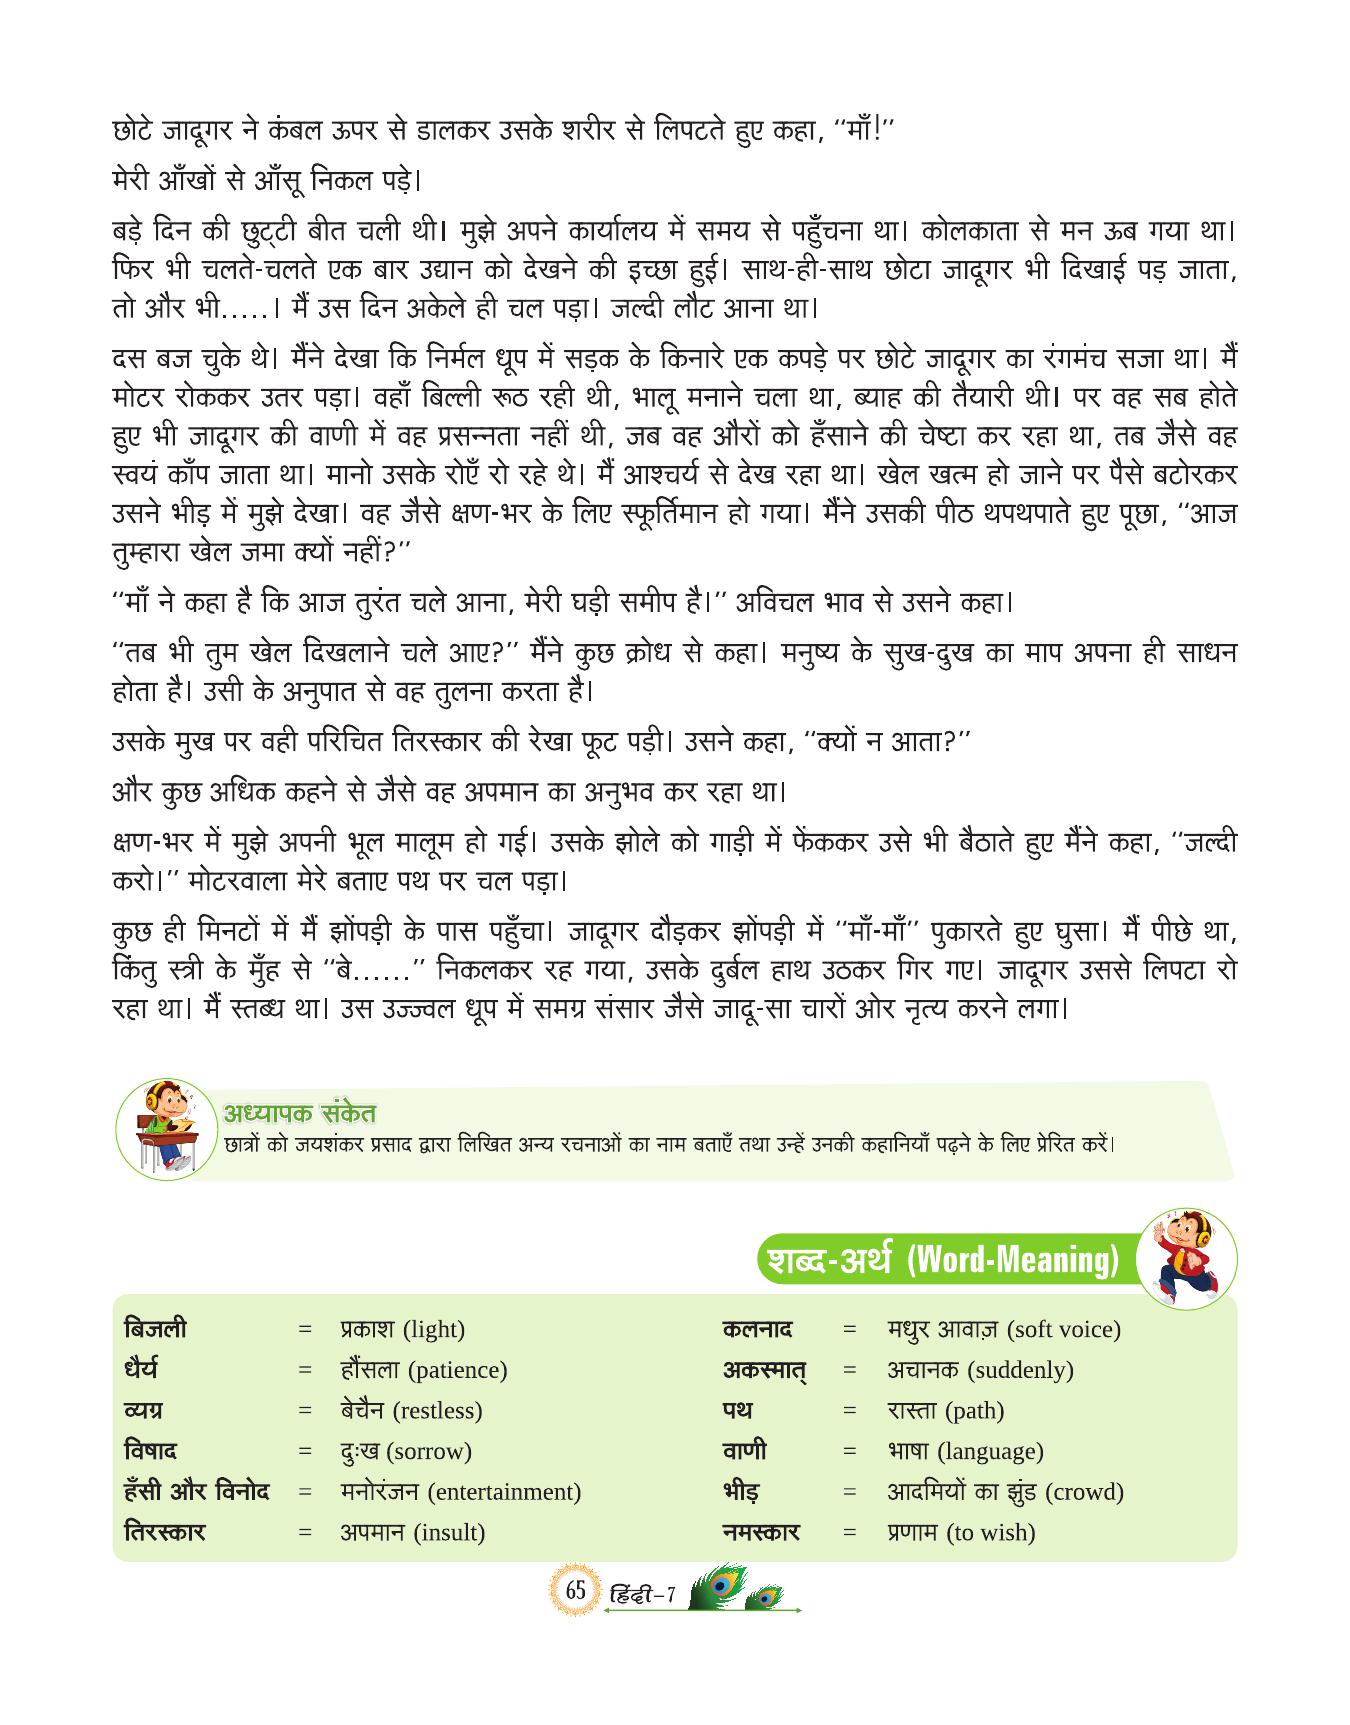 छोटे जादूगर ने कंबल ऊपर से डालकर उसके शरीर से लिपटते हुए कहा, ‘‘माँ!’’
मेरी आँखों से आँसू निकल पड़े।
बड़े दिन की छुट्टी बीत चली थी। मुझे अपने कार्यालय में समय से पहुँचना था। कोलकाता से मन ऊब गया था।
फिर भी चलते-चलते एक बार उद्यान को देखने की इच्छा हुई। साथ-ही-साथ छोटा जादूगर भी दिखाई पड़ जाता,
तो और भी.....। मैं उस दिन अकेले ही चल पड़ा। जल्दी लौट आना था।
दस बज चुके थे। मैंने देखा कि निर्मल धूप में सड़क के किनारे एक कपड़े पर छोटे जादूगर का रंगमंच सजा था। मैं
मोटर रोककर उतर पड़ा। वहाँ बिल्ली रूठ रही थी, भालू मनाने चला था, ब्याह की तैयारी थी। पर वह सब होते
हुए भी जादूगर की वाणी में वह प्रसन्नता नहीं थी, जब वह औरों को हँसाने की चेष्टा कर रहा था, तब जैसे वह
स्वयं काँप जाता था। मानो उसके रोएँ रो रहे थे। मैं आश्चर्य से देख रहा था। खेल खत्म हो जाने पर पैसे बटोरकर
उसने भीड़ में मुझे देखा। वह जैसे क्षण-भर के लिए स्फूर्तिमान हो गया। मैंने उसकी पीठ थपथपाते हुए पूछा, ‘‘आज
तुम्हारा खेल जमा क्यों नहीं?’’
‘‘माँ ने कहा है कि आज तुरंत चले आना, मेरी घड़ी समीप है।’’ अविचल भाव से उसने कहा।
‘‘तब भी तुम खेल दिखलाने चले आए?’’ मैंने कुछ क्रोध से कहा। मनुष्य के सुख-दुख का माप अपना ही साधन
होता है। उसी के अनुपात से वह तुलना करता है।
उसके मुख पर वही परिचित तिरस्कार की रेखा फूट पड़ी। उसने कहा, ‘‘क्यों न आता?’’
और कुछ अधिक कहने से जैसे वह अपमान का अनुभव कर रहा था।
क्षण-भर में मुझे अपनी भूल मालूम हो गई। उसके झोले को गाड़ी में फेंककर उसे भी बैठाते हुए मैंने कहा, ‘‘जल्दी
करो।’’ मोटरवाला मेरे बताए पथ पर चल पड़ा।
कुछ ही मिनटों में मैं झोंपड़ी के पास पहुँचा। जादूगर दौड़कर झोंपड़ी में ‘‘माँ-माँ’’ पुकारते हुए घुसा। मैं पीछे था,
किंतु स्त्री के मुँह से ‘‘बे......’’ निकलकर रह गया, उसके दुर्बल हाथ उठकर गिर गए। जादूगर उससे लिपटा रो
रहा था। मैं स्तब्ध था। उस उज्ज्वल धूप में समग्र संसार जैसे जादू-सा चारों ओर नृत्य करने लगा।
अध्यापक संकेत
छात्रों को जयशंकर प्रसाद द्वारा लिखित अन्य रचनाओं का नाम बताएँ तथा उन्हें उनकी कहानियाँ पढ़ने के लिए प्रेरित करें।
शब्द-अर्थ (Word-Meaning)
बिजली = प्रकाश (light) कलनाद = मधुर आवाज़ (soft voice)
धैर्य = हौंसला (patience) अकस्मात् = अचानक (suddenly)
व्यग्र = बेचैन (restless) पथ = रास्ता (path)
विषाद = दुःख (sorrow) वाणी = भाषा (language)
हँसी और विनोद = मनोरंजन (entertainment) भीड़ = आदमियों का झुंड (crowd)
तिरस्कार = अपमान (insult) नमस्कार = प्रणाम (to wish)
65 हिंदी–7